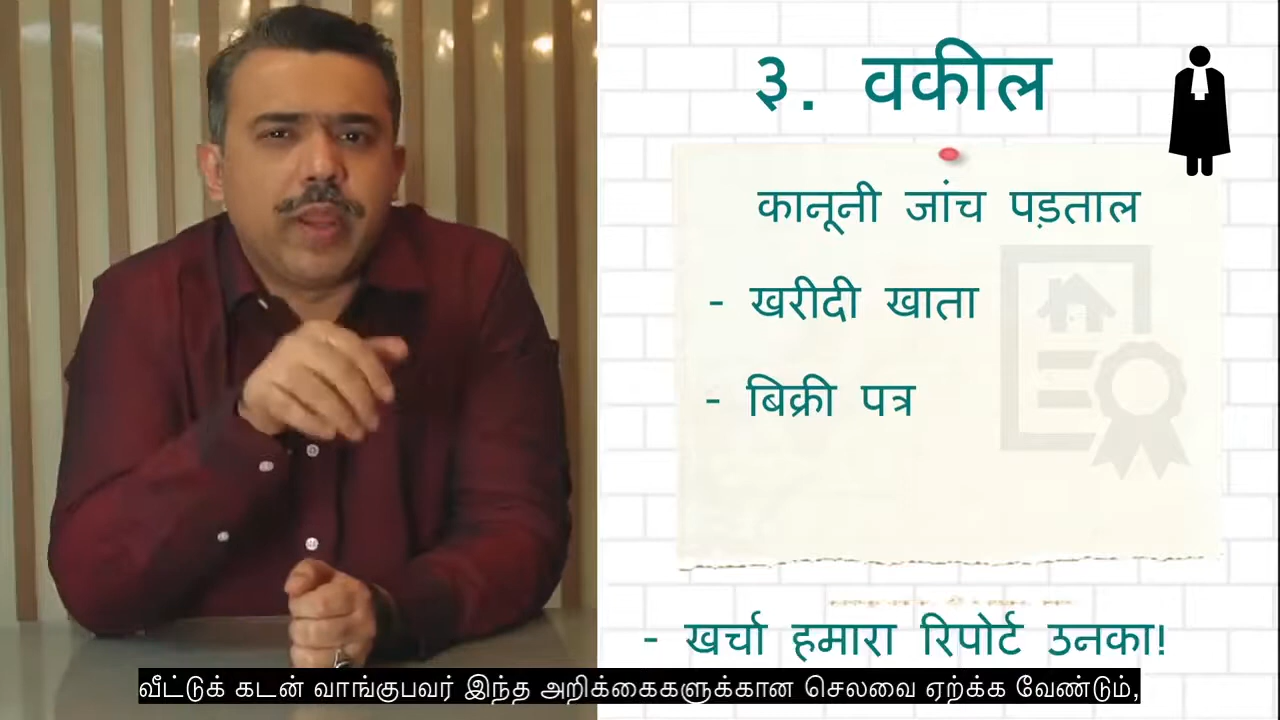 ३. वकील
कानूनी जांच पड़ताल
- खरीदी खाता
- बिक्री पत्र
- खर्चा हमारा रिपोर्ट उनका!
வீட்டுக் கடன் வாங்குபவர் இந்த அறிக்கைகளுக்கான செலவை ஏற்க வேண்டும்,